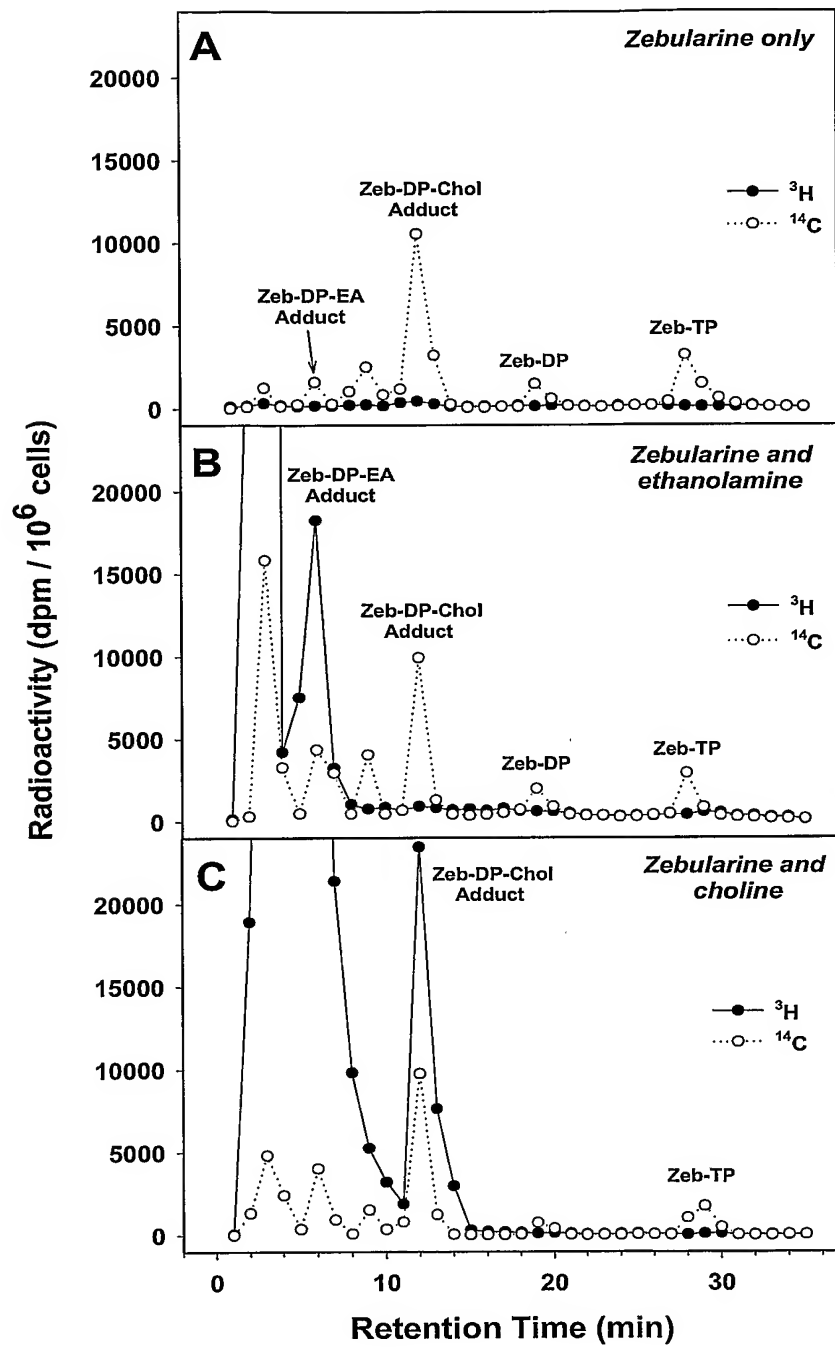 A
Zebularine only
20000
15000
10000
5000
0
Zeb-DP-Chol
Adduct
Zeb-DP-EA
Adduct
Zeb-DP
Zeb-TP
³H
¹⁴C
B
Zebularine and
ethanolamine
20000
15000
10000
5000
0
Zeb-DP-EA
Adduct
Zeb-DP-Chol
Adduct
Zeb-DP
Zeb-TP
³H
¹⁴C
C
Zebularine and
choline
20000
15000
10000
5000
0
Zeb-DP-Chol
Adduct
Zeb-TP
³H
¹⁴C
Radioactivity (dpm / 10⁶ cells)
0 10 20 30
Retention Time (min)